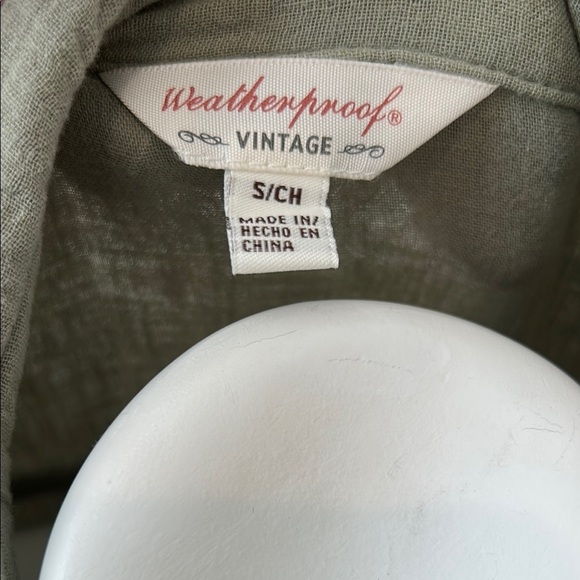 Weatherproof®
VINTAGE
S/CH
MADE IN/
HECHO EN
CHINA